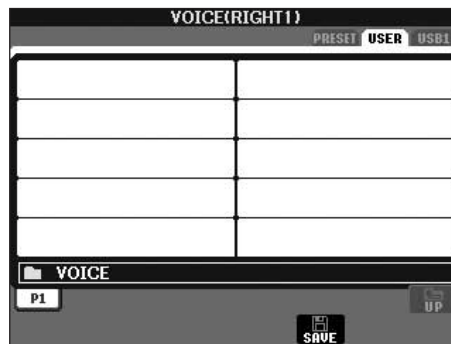 VOICE(RIGHT1)
PRESET USER USB1
VOICE
P1
UP
SAVE